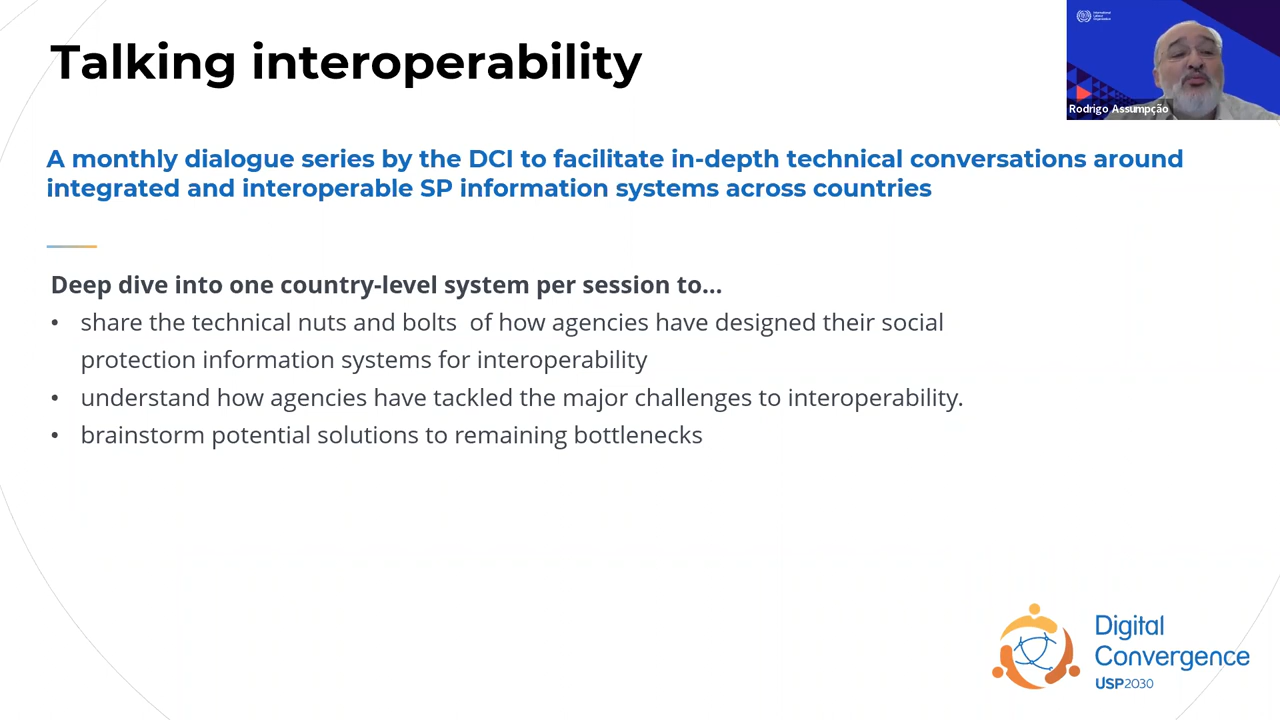 Talking interoperability
International
Labour
Organization
Rodrigo Assumpção
A monthly dialogue series by the DCI to facilitate in-depth technical conversations around
integrated and interoperable SP information systems across countries
Deep dive into one country-level system per session to...
• share the technical nuts and bolts of how agencies have designed their social
protection information systems for interoperability
• understand how agencies have tackled the major challenges to interoperability.
• brainstorm potential solutions to remaining bottlenecks
Digital
Convergence
USP2030